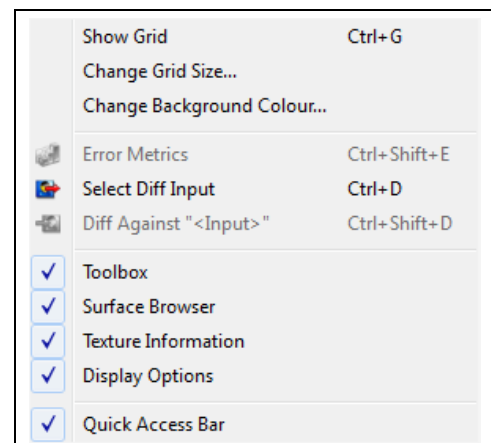 Show Grid Ctrl+G
Change Grid Size...
Change Background Colour...
Error Metrics Ctrl+Shift+E
Select Diff Input Ctrl+D
Diff Against "<Input>" Ctrl+Shift+D
Toolbox
Surface Browser
Texture Information
Display Options
Quick Access Bar